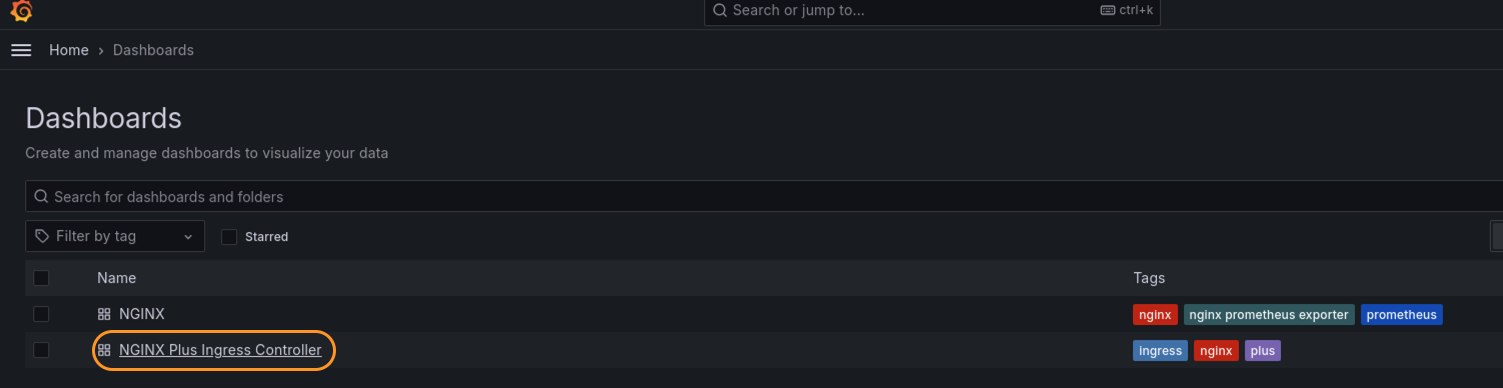 Search or jump to... ctrl+k
Home › Dashboards
Dashboards
Create and manage dashboards to visualize your data
Search for dashboards and folders
Filter by tag Starred
Name Tags
NGINX nginx nginx prometheus exporter prometheus
NGINX Plus Ingress Controller ingress nginx plus